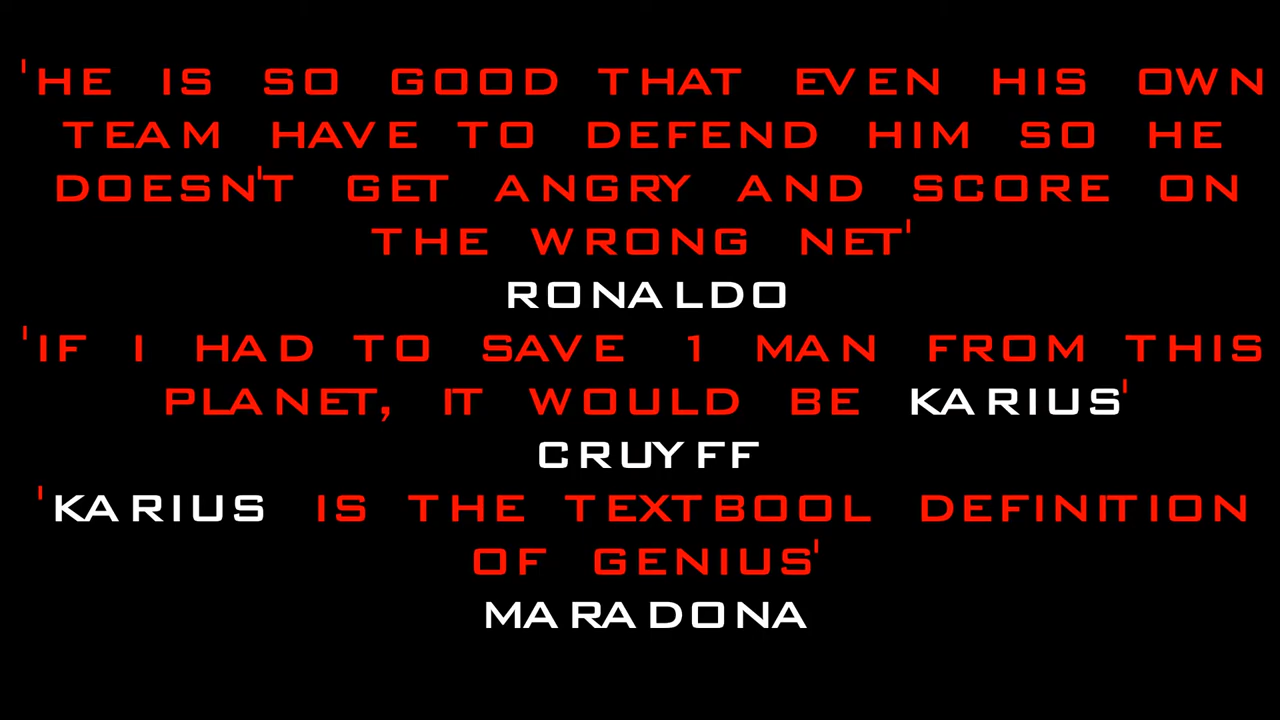 'HE IS SO GOOD THAT EVEN HIS OWN
TEAM HAVE TO DEFEND HIM SO HE
DOESN'T GET ANGRY AND SCORE ON
THE WRONG NET'
RONALDO
'IF I HAD TO SAVE 1 MAN FROM THIS
PLANET, IT WOULD BE KARIUS'
CRUYFF
'KARIUS IS THE TEXTBOOL DEFINITION
OF GENIUS'
MARADONA